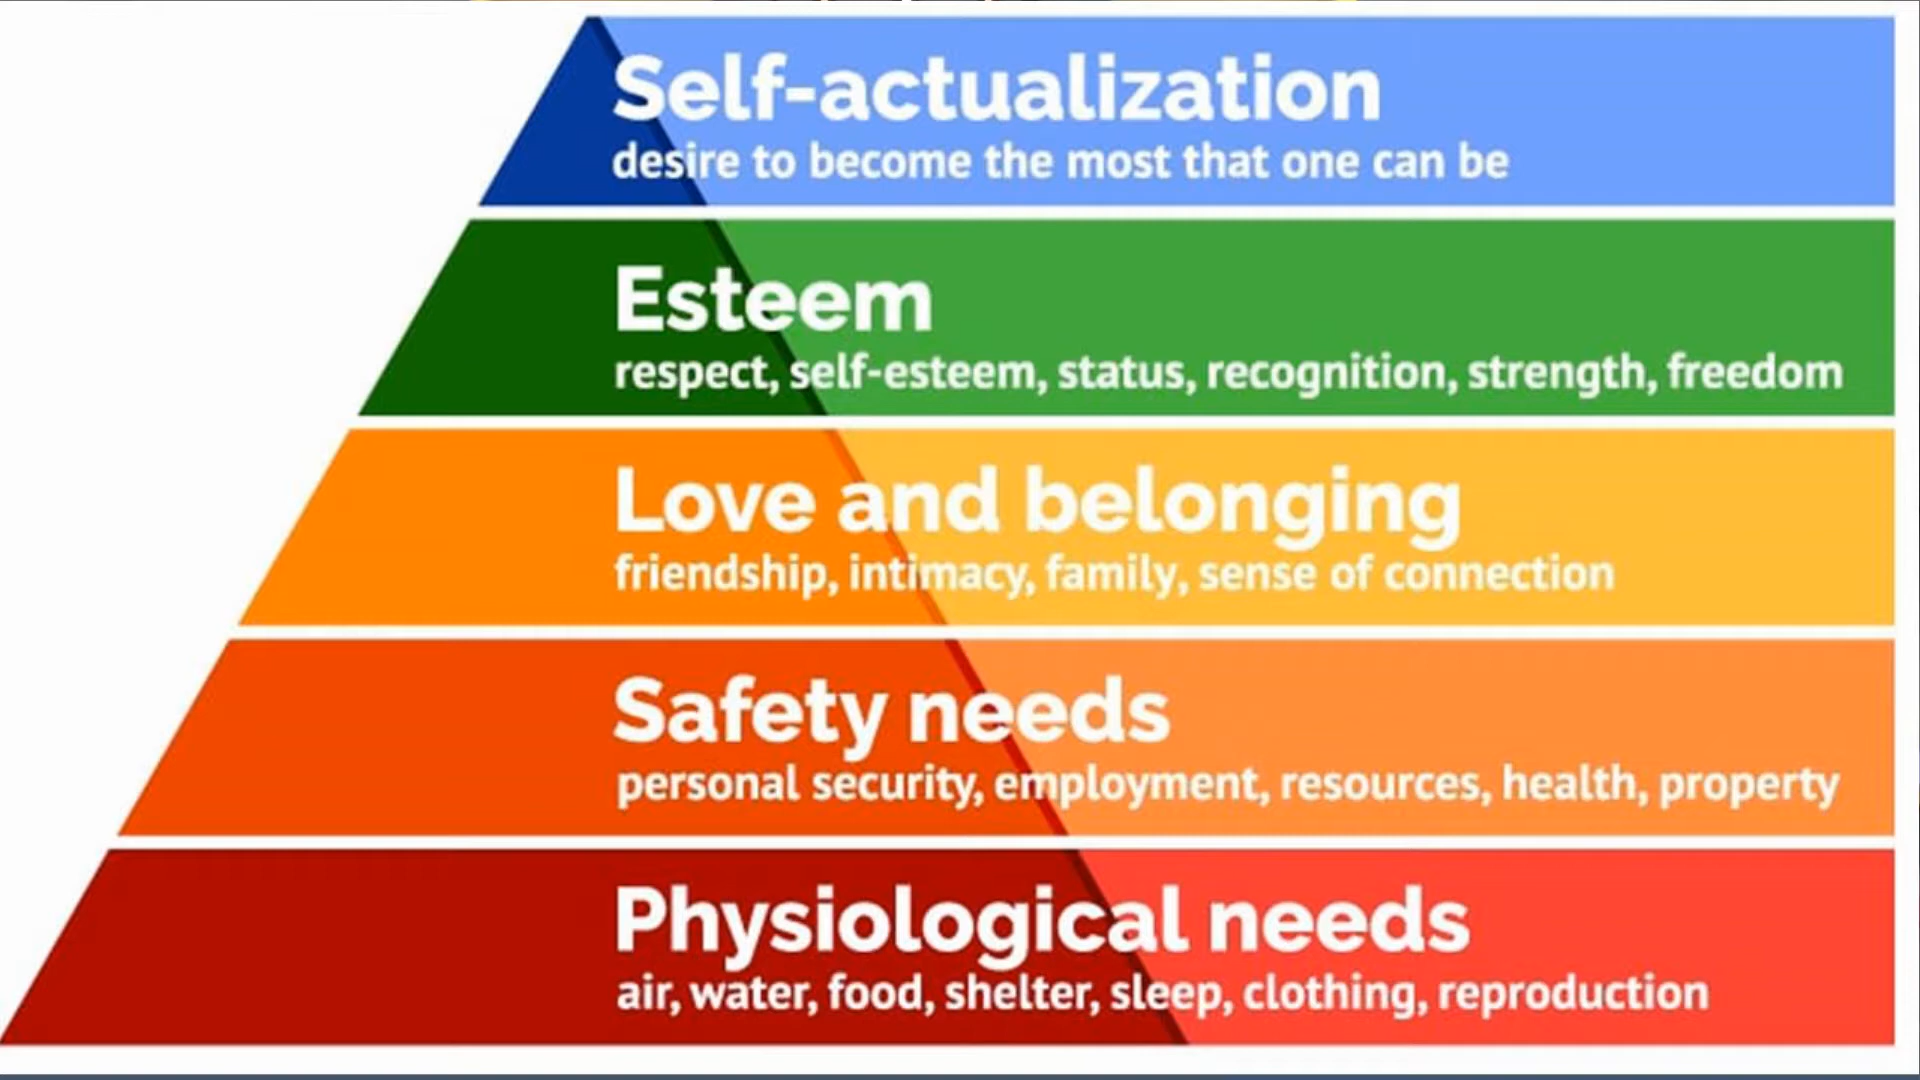 Self-actualization
desire to become the most that one can be
Esteem
respect, self-esteem, status, recognition, strength, freedom
Love and belonging
friendship, intimacy, family, sense of connection
Safety needs
personal security, employment, resources, health, property
Physiological needs
air, water, food, shelter, sleep, clothing, reproduction